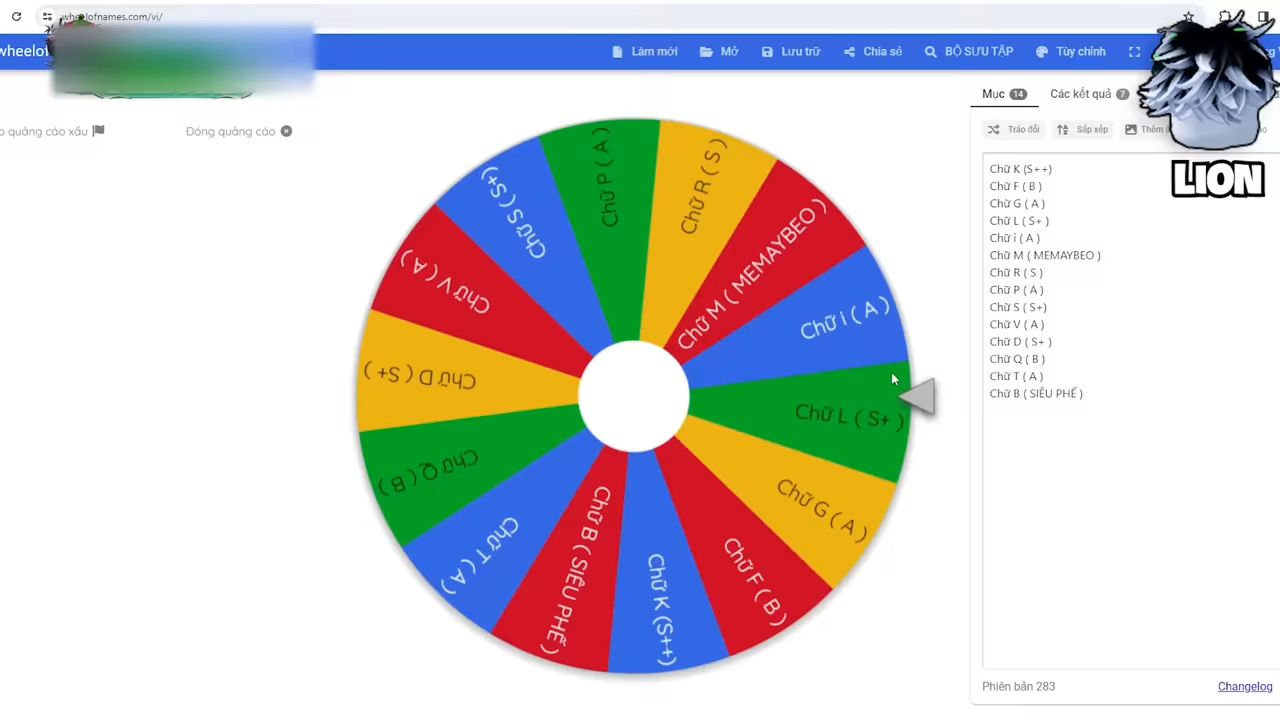 wheelofnames.com/vi/
wheelof
Làm mới
Mở
Lưu trữ
Chia sẻ
BỘ SƯU TẬP
Tùy chỉnh
quảng cáo xấu
Đóng quảng cáo
Mục 14
Các kết quả 7
Tráo đổi
Sắp xếp
Thêm
LION
Chữ K (S++)
Chữ F ( B )
Chữ G ( A )
Chữ L ( S+ )
Chữ i ( A )
Chữ M ( MEMAYBEO )
Chữ R ( S )
Chữ P ( A )
Chữ S ( S+)
Chữ V ( A )
Chữ D ( S+ )
Chữ Q ( B )
Chữ T ( A )
Chữ B ( SIÊU PHẾ )
Chữ P ( A )
Chữ R ( S )
Chữ M ( MEMAYBEO )
Chữ i ( A )
Chữ L ( S+ )
Chữ G ( A )
Chữ F ( B )
Chữ K (S++)
Chữ B ( SIÊU PHẾ )
Chữ T ( A )
Chữ Q ( B )
Chữ D ( S+ )
Chữ V ( A )
Chữ S ( S+)
Phiên bản 283
Changelog